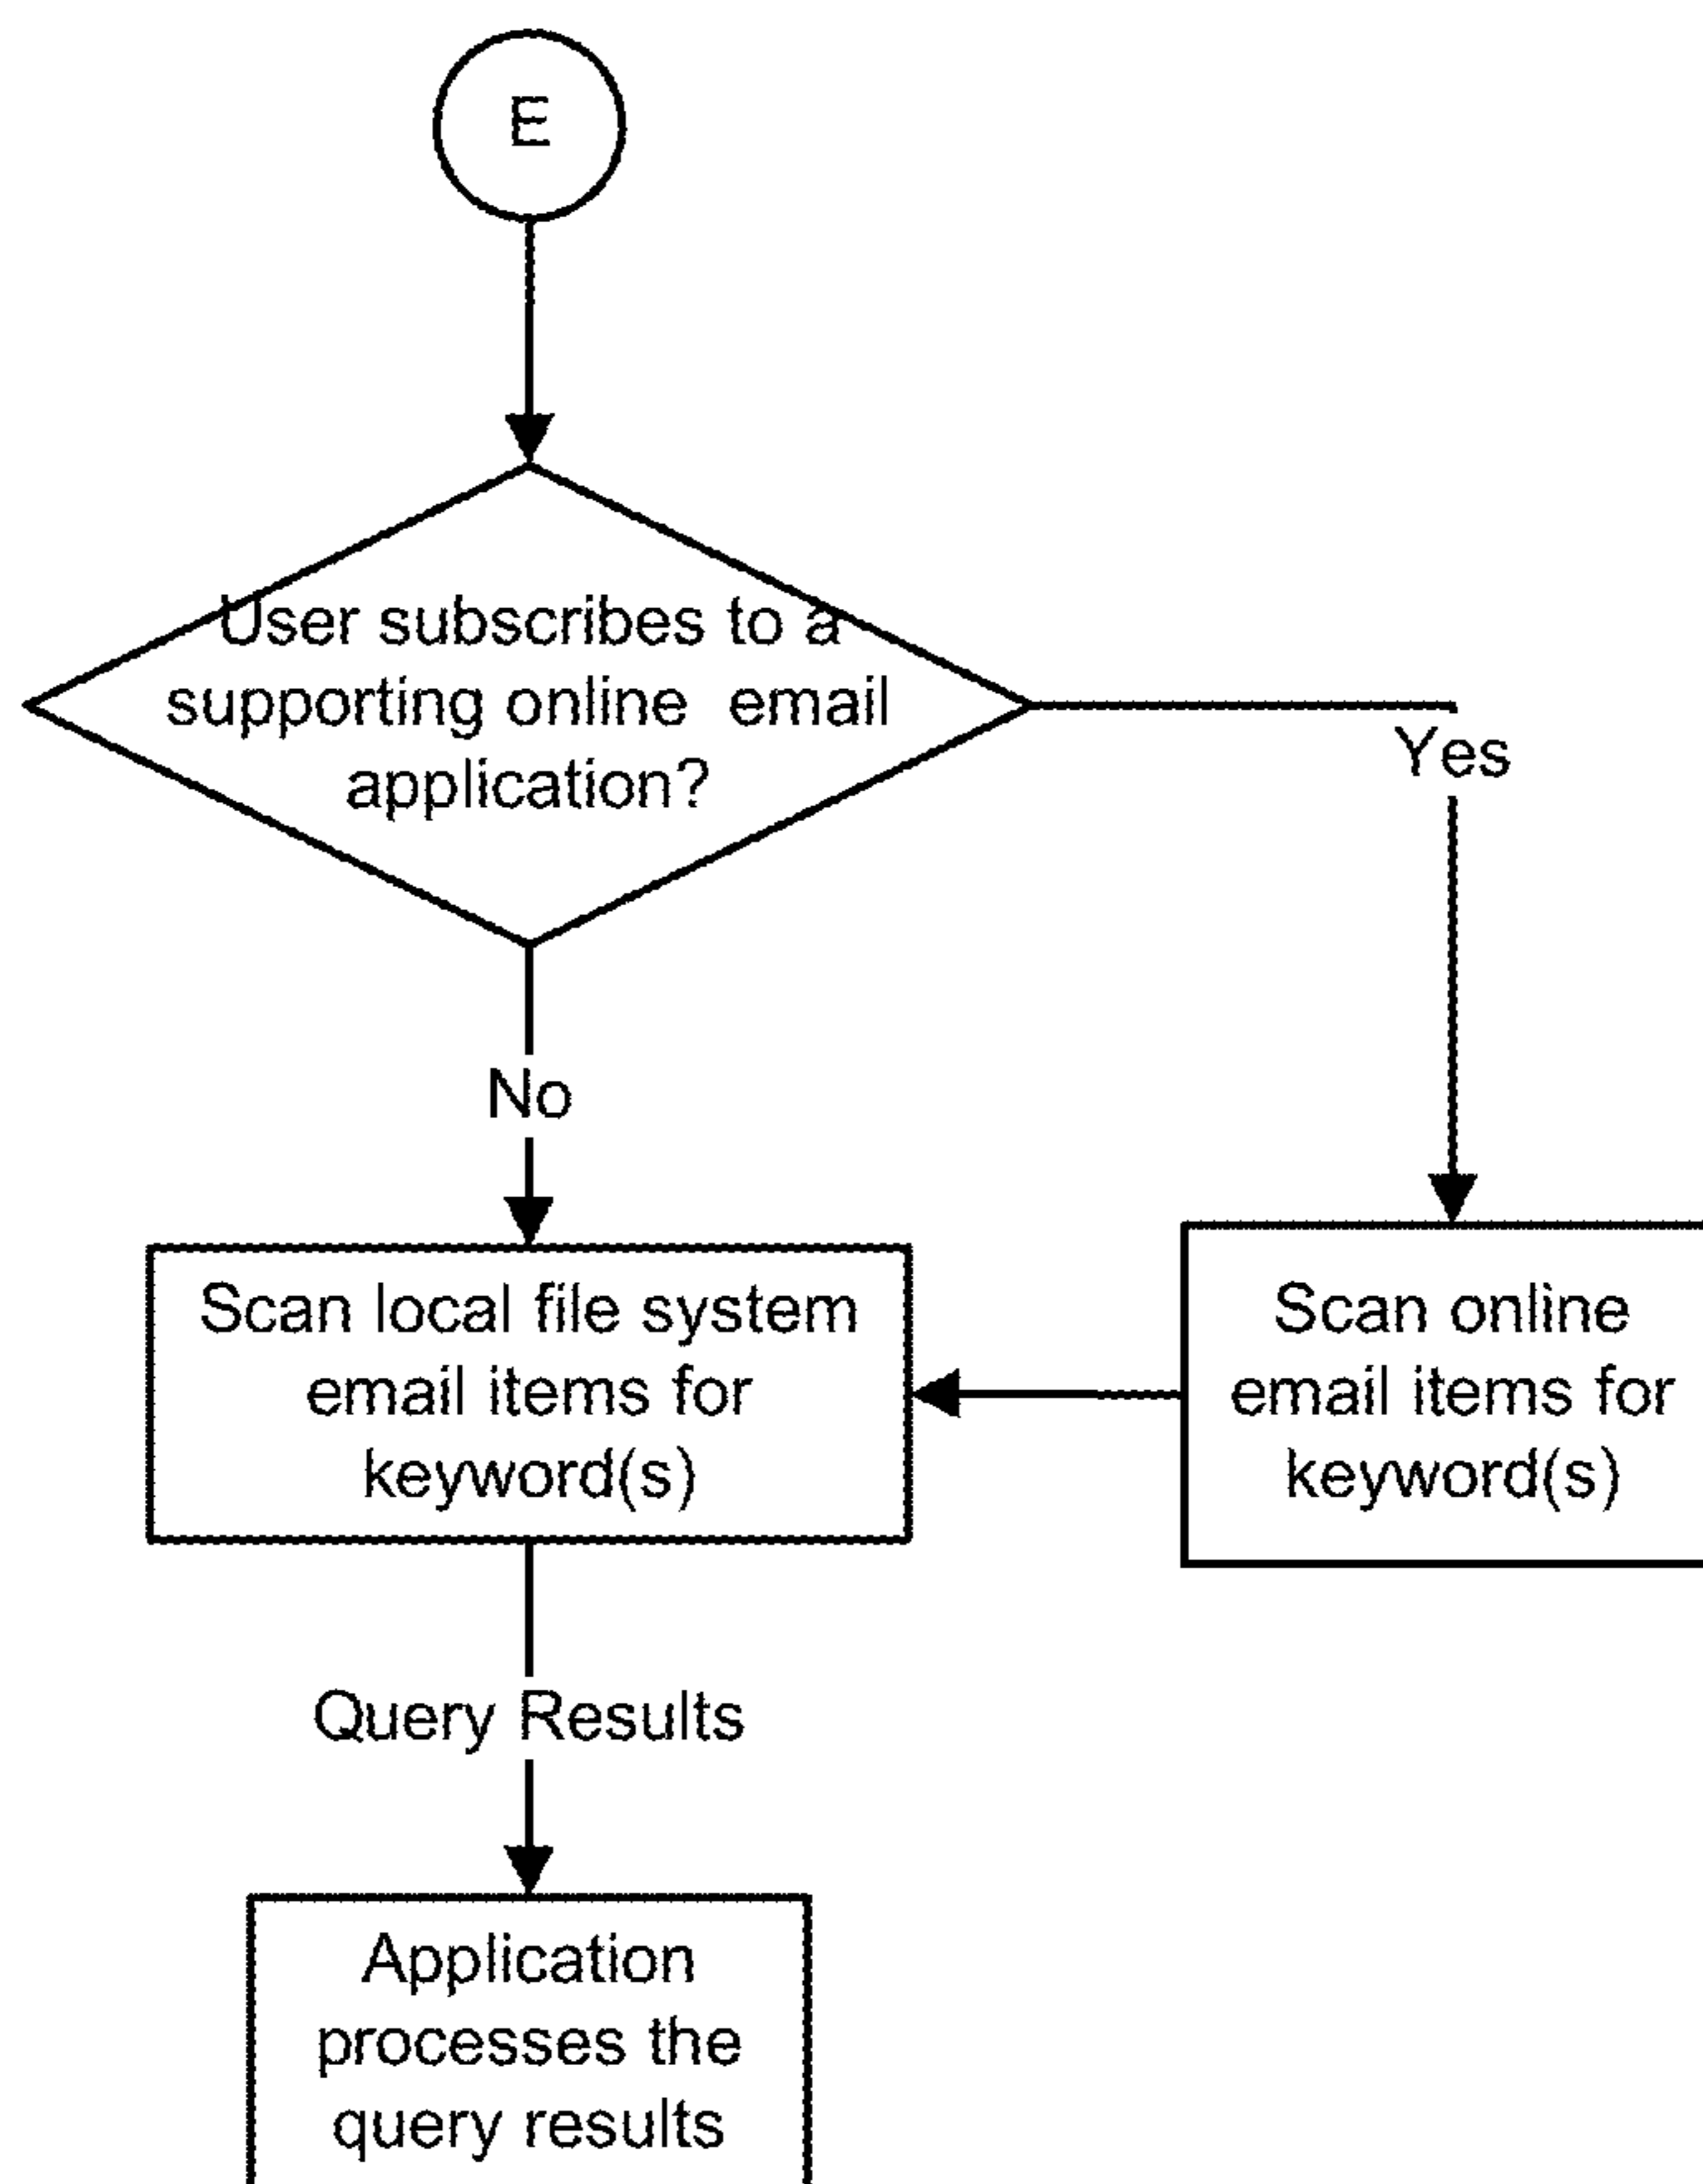 E
User subscribes to a
supporting online email
application?
Yes
No
Scan local file system
email items for
keyword(s)
Scan online
email items for
keyword(s)
Query Results
Application
processes the
query results